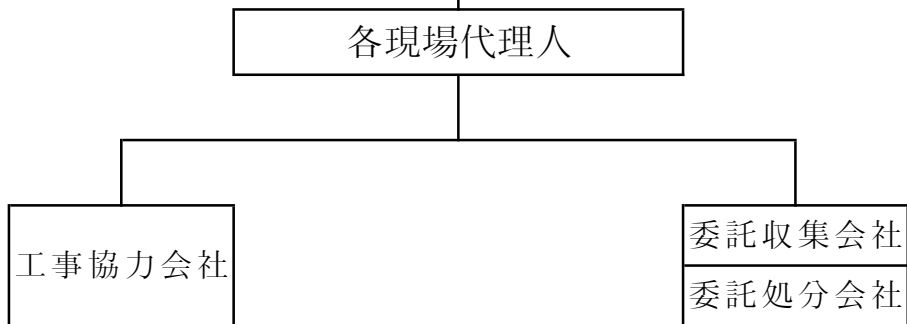 各現場代理人
工事協力会社
委託収集会社
委託処分会社